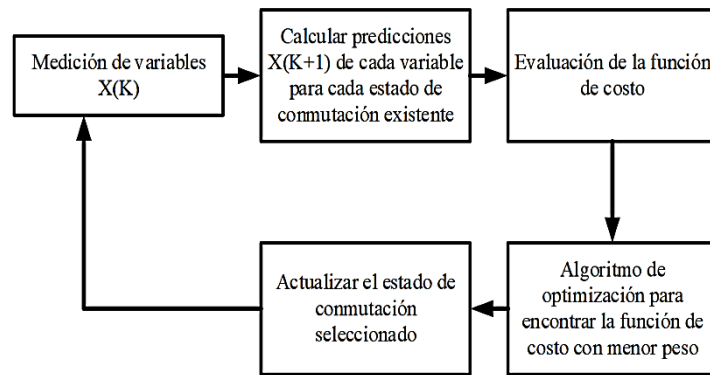 Medición de variables
X(K)
Calcular predicciones
X(K+1) de cada variable
para cada estado de
conmutación existente
Evaluación de la función
de costo
Algoritmo de
optimización para
encontrar la función de
costo con menor peso
Actualizar el estado de
conmutación
seleccionado